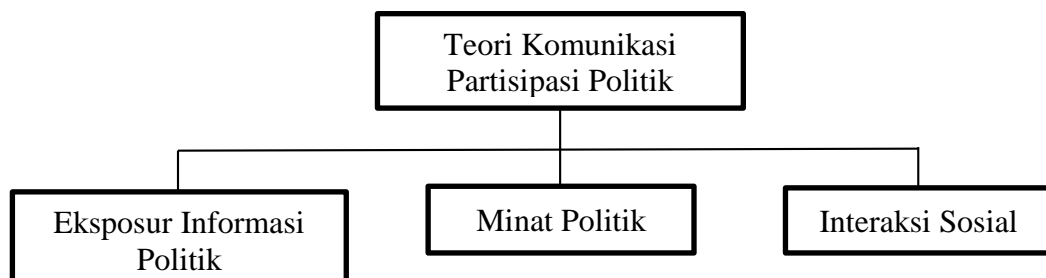 Teori Komunikasi
Partisipasi Politik
Eksposur Informasi
Politik
Minat Politik
Interaksi Sosial